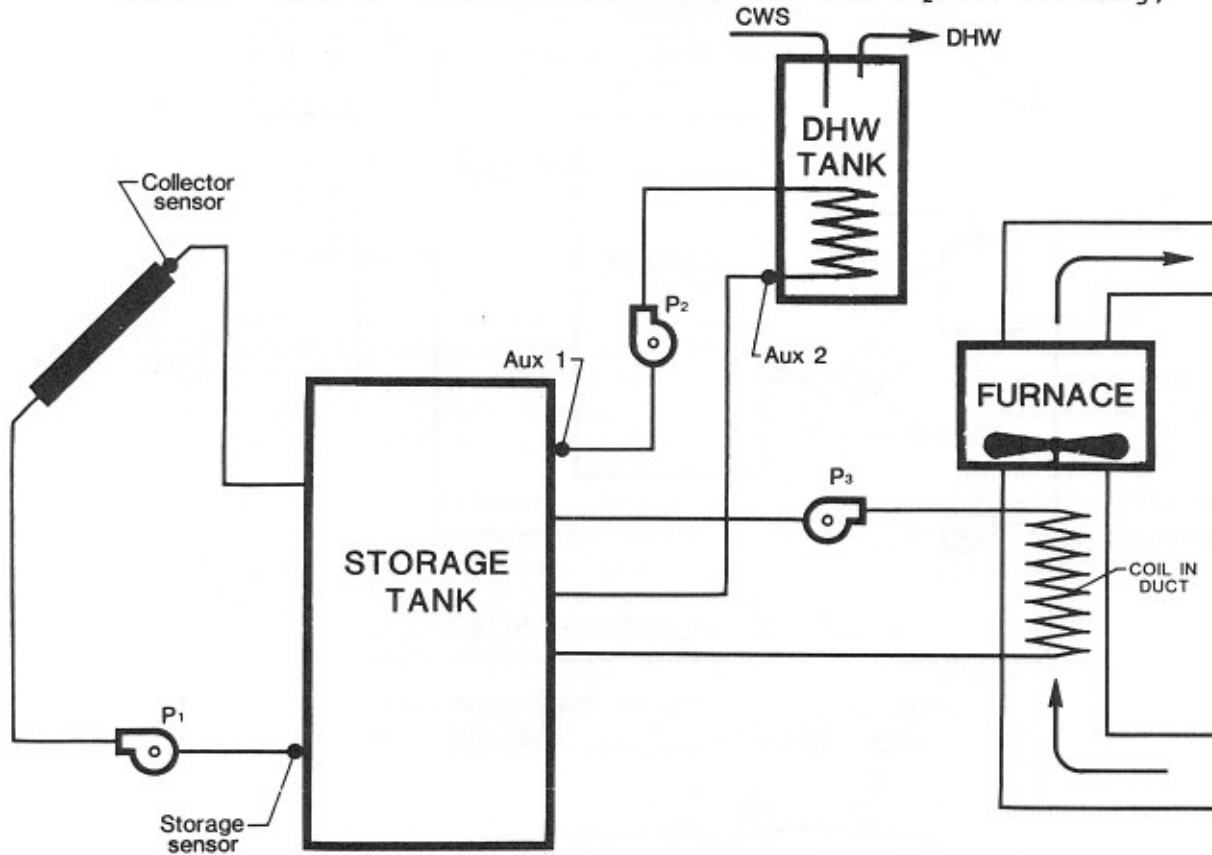 CWS
DHW
DHW
TANK
Collector
sensor
P₂
Aux 1
Aux 2
FURNACE
P₃
STORAGE
TANK
COIL IN
DUCT
P₁
Storage
sensor